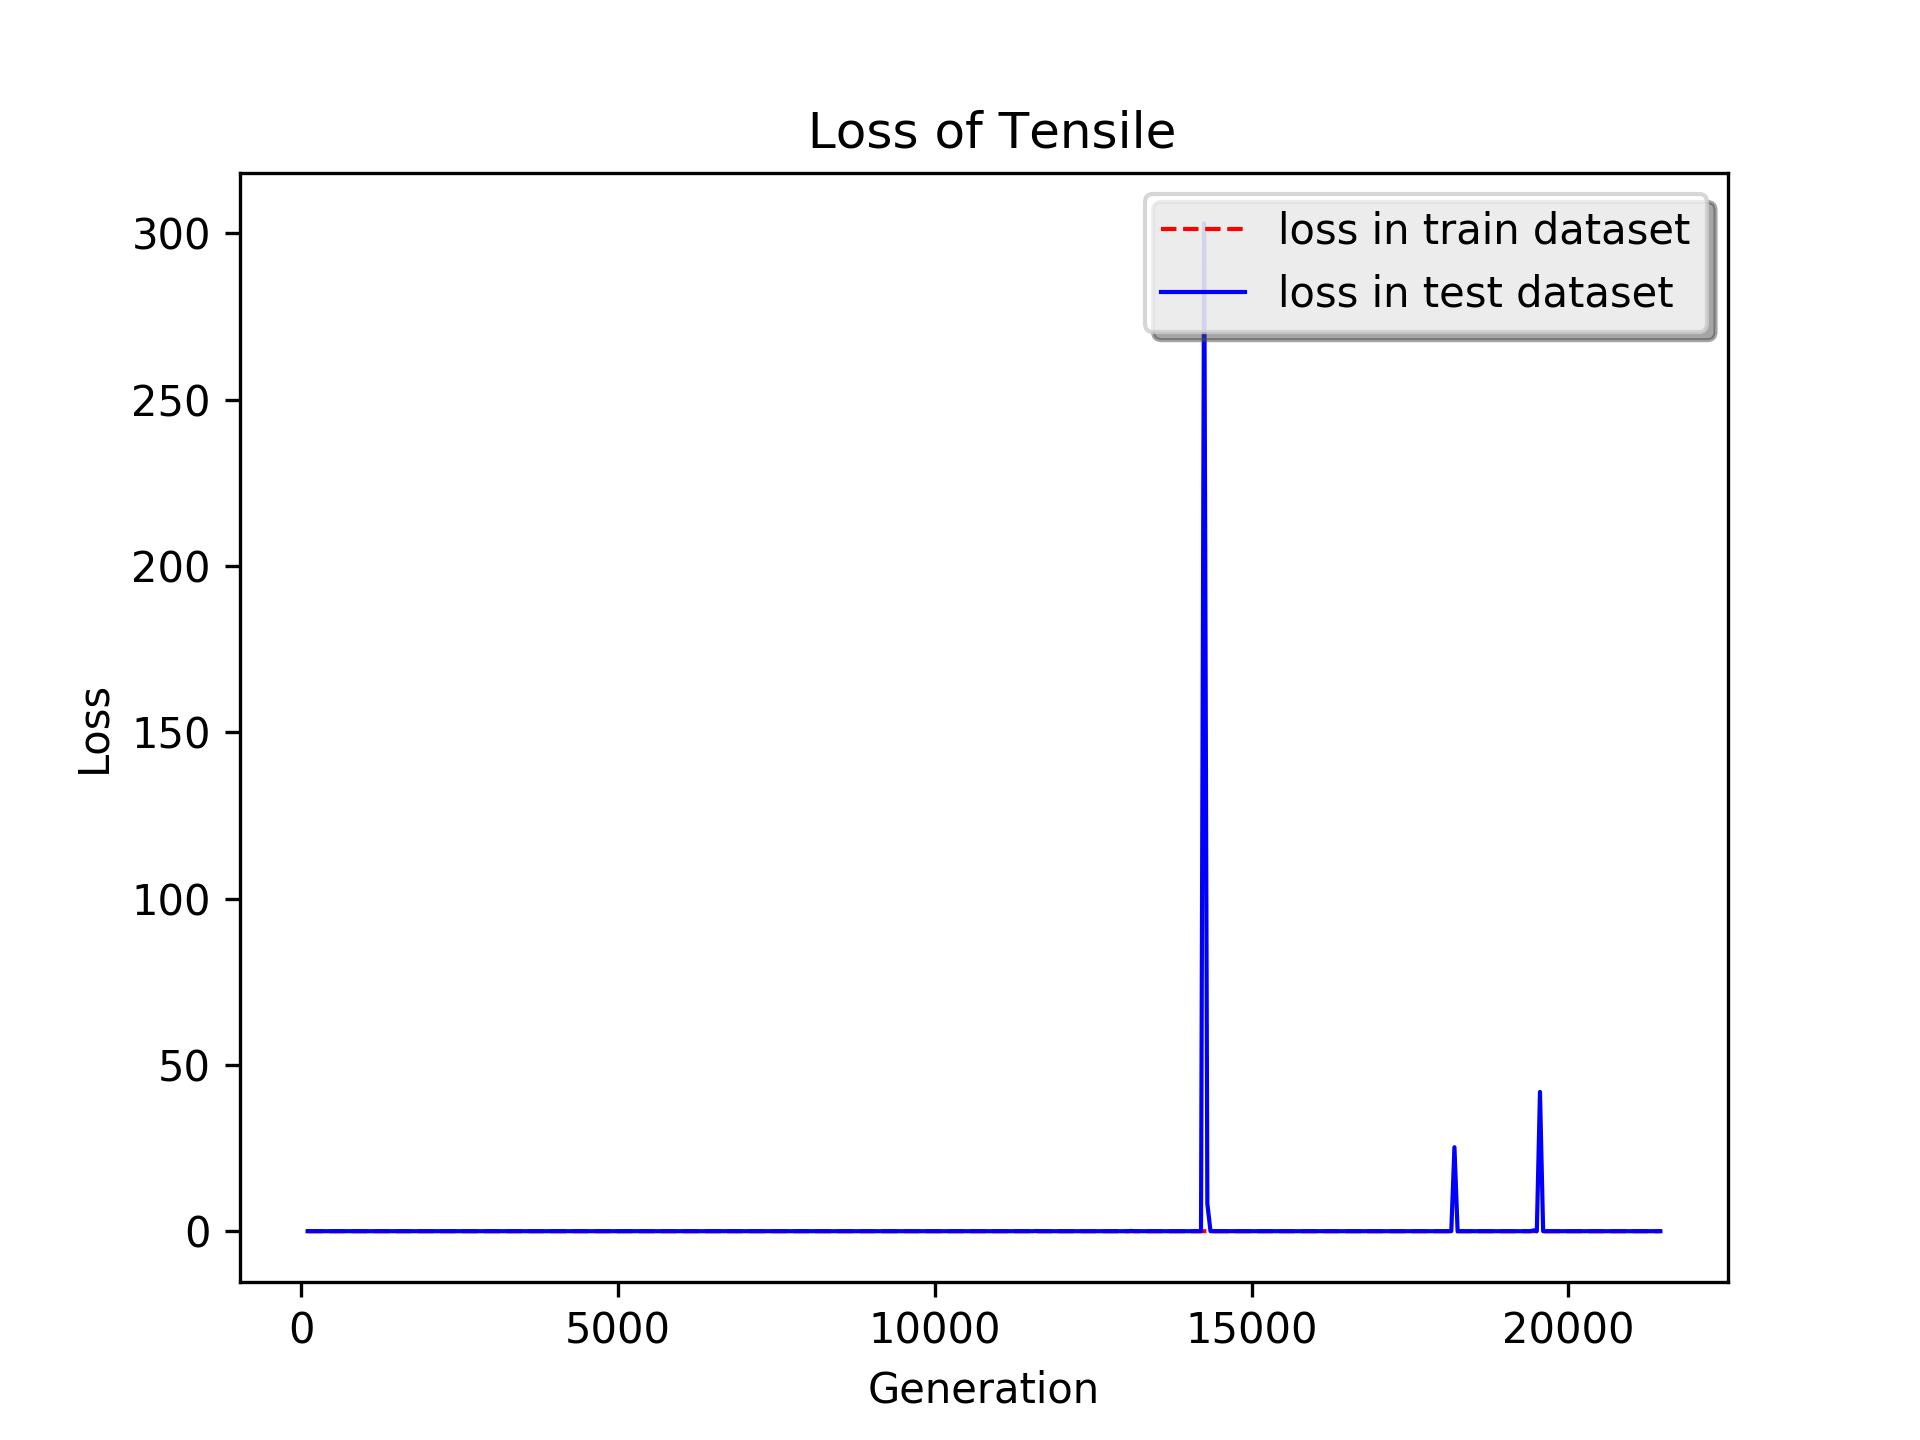 Loss of Tensile
loss in train dataset
loss in test dataset
300
250
200
150
100
50
0
Loss
0 5000 10000 15000 20000
Generation